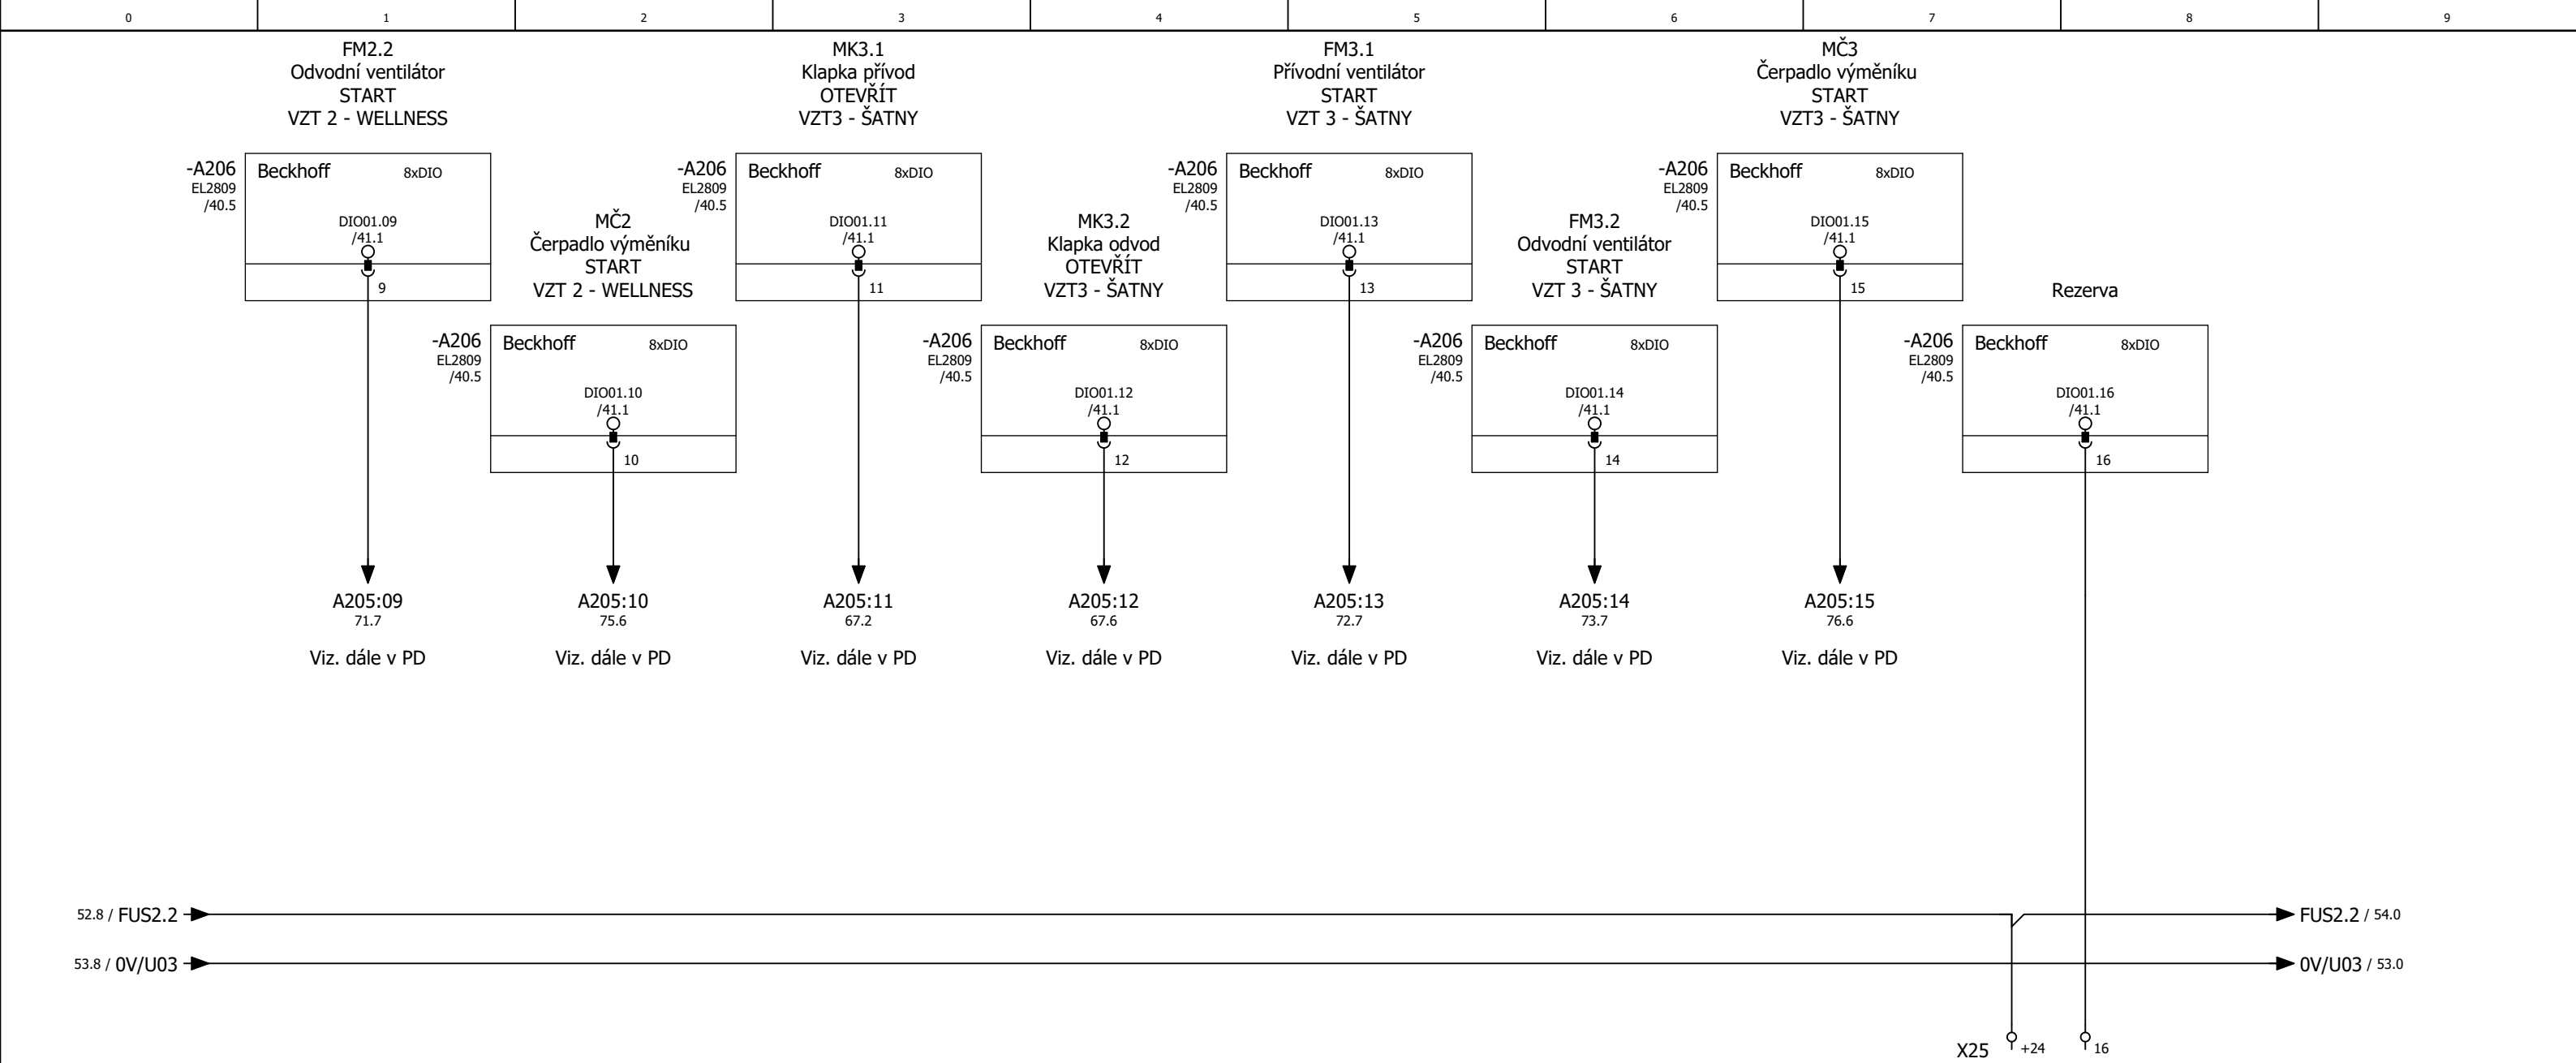 0 1 2 3 4 5 6 7 8 9
FM2.2
Odvodní ventilátor
START
VZT 2 - WELLNESS
-A206
EL2809
/40.5
Beckhoff 8xDIO
DIO01.09
/41.1
9
A205:09
71.7
Viz. dále v PD
MČ2
Čerpadlo výměníku
START
VZT 2 - WELLNESS
-A206
EL2809
/40.5
Beckhoff 8xDIO
DIO01.10
/41.1
10
A205:10
75.6
Viz. dále v PD
MK3.1
Klapka přívod
OTEVŘÍT
VZT3 - ŠATNY
-A206
EL2809
/40.5
Beckhoff 8xDIO
DIO01.11
/41.1
11
A205:11
67.2
Viz. dále v PD
MK3.2
Klapka odvod
OTEVŘÍT
VZT3 - ŠATNY
-A206
EL2809
/40.5
Beckhoff 8xDIO
DIO01.12
/41.1
12
A205:12
67.6
Viz. dále v PD
FM3.1
Přívodní ventilátor
START
VZT 3 - ŠATNY
-A206
EL2809
/40.5
Beckhoff 8xDIO
DIO01.13
/41.1
13
A205:13
72.7
Viz. dále v PD
FM3.2
Odvodní ventilátor
START
VZT 3 - ŠATNY
-A206
EL2809
/40.5
Beckhoff 8xDIO
DIO01.14
/41.1
14
A205:14
73.7
Viz. dále v PD
MČ3
Čerpadlo výměníku
START
VZT3 - ŠATNY
-A206
EL2809
/40.5
Beckhoff 8xDIO
DIO01.15
/41.1
15
A205:15
76.6
Viz. dále v PD
Rezerva
-A206
EL2809
/40.5
Beckhoff 8xDIO
DIO01.16
/41.1
16
52.8 / FUS2.2
FUS2.2 / 54.0
53.8 / 0V/U03
0V/U03 / 53.0
X25 +24 16